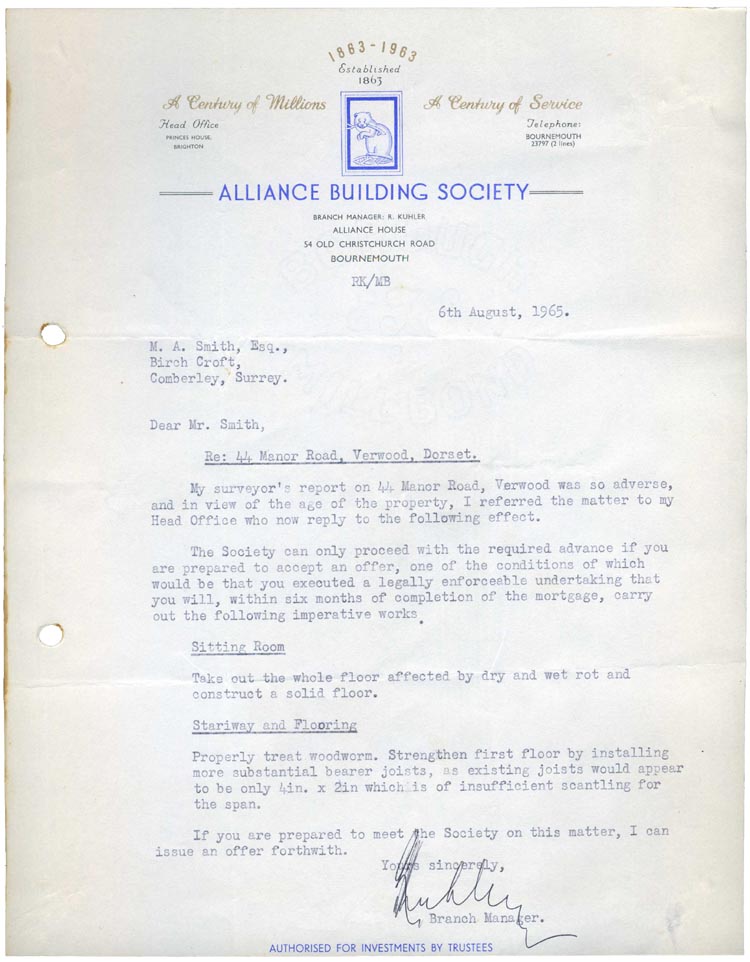 1863-1963
Established
1863
A Century of Millions
A Century of Service
Head Office
PRINCES HOUSE,
BRIGHTON
Telephone:
BOURNEMOUTH
23797 (2 lines)
ALLIANCE BUILDING SOCIETY
BRANCH MANAGER: R. KUHLER
ALLIANCE HOUSE
54 OLD CHRISTCHURCH ROAD
BOURNEMOUTH
RK/MB
6th August, 1965.
M. A. Smith, Esq.,
Birch Croft,
Comberley, Surrey.
Dear Mr. Smith,
Re: 44 Manor Road, Verwood, Dorset.
My surveyor's report on 44 Manor Road, Verwood was so adverse,
and in view of the age of the property, I referred the matter to my
Head Office who now reply to the following effect.
The Society can only proceed with the required advance if you
are prepared to accept an offer, one of the conditions of which
would be that you executed a legally enforceable undertaking that
you will, within six months of completion of the mortgage, carry
out the following imperative works.
Sitting Room
Take out the whole floor affected by dry and wet rot and
construct a solid floor.
Stariway and Flooring
Properly treat woodworm. Strengthen first floor by installing
more substantial bearer joists, as existing joists would appear
to be only 4in. x 2in which is of insufficient scantling for
the span.
If you are prepared to meet the Society on this matter, I can
issue an offer forthwith.
Yours sincerely,
Branch Manager.
AUTHORISED FOR INVESTMENTS BY TRUSTEES